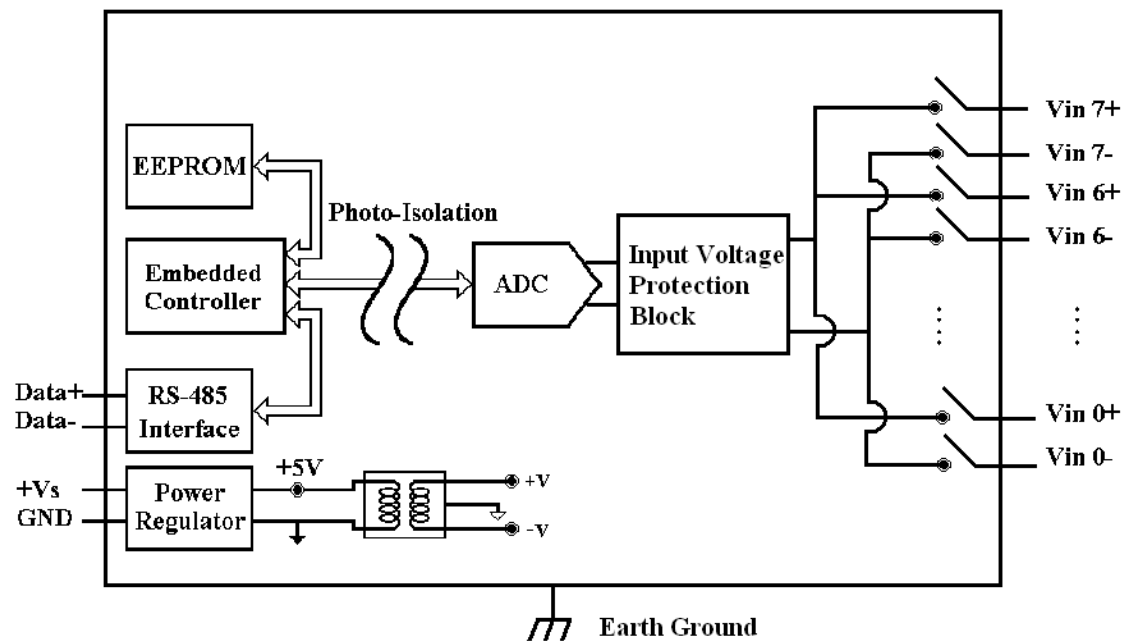 Vin 7+
Vin 7-
EEPROM
Vin 6+
Photo-Isolation
Vin 6-
Embedded
Controller
ADC
Input Voltage
Protection
Block
Data+
Data-
RS-485
Interface
Vin 0+
Vin 0-
+5V
+Vs
GND
Power
Regulator
+V
-V
Earth Ground